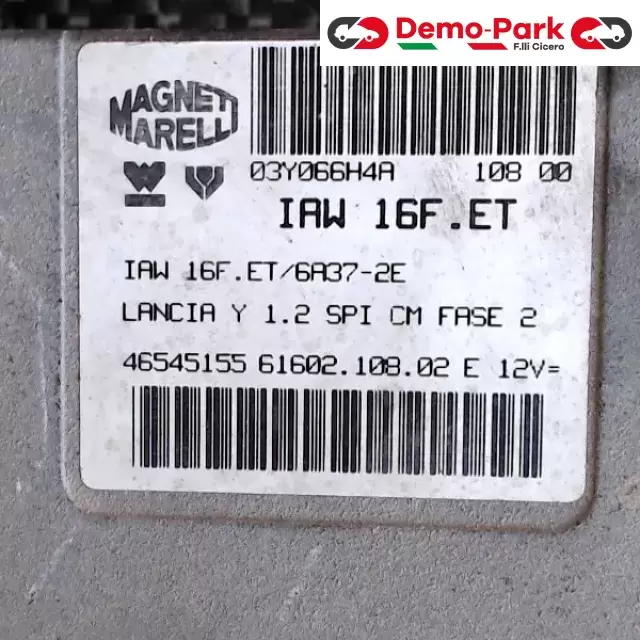 Demo-Park
F.lli Cicero
MAGNETI
MARELLI
03Y066H4A 108 00
IAW 16F.ET
IAW 16F.ET/6A37-2E
LANCIA Y 1.2 SPI CM FASE 2
46545155 61602.108.02 E 12V=